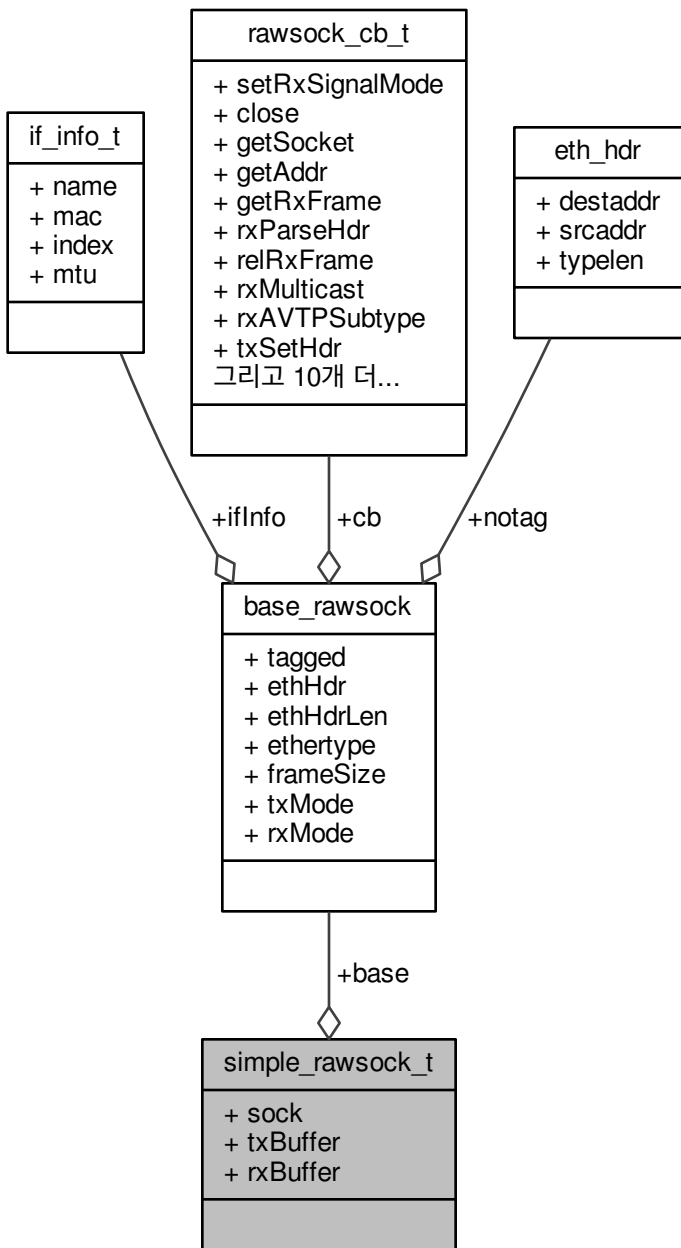 rawsock_cb_t
+ setRxSignalMode
+ close
+ getSocket
+ getAddr
+ getRxFrame
+ rxParseHdr
+ relRxFrame
+ rxMulticast
+ rxAVTPSubtype
+ txSetHdr
그리고 10개 더...
if_info_t
+ name
+ mac
+ index
+ mtu
eth_hdr
+ destaddr
+ srcaddr
+ typelen
+ifInfo
+cb
+notag
base_rawsock
+ tagged
+ ethHdr
+ ethHdrLen
+ ethertype
+ frameSize
+ txMode
+ rxMode
+base
simple_rawsock_t
+ sock
+ txBuffer
+ rxBuffer